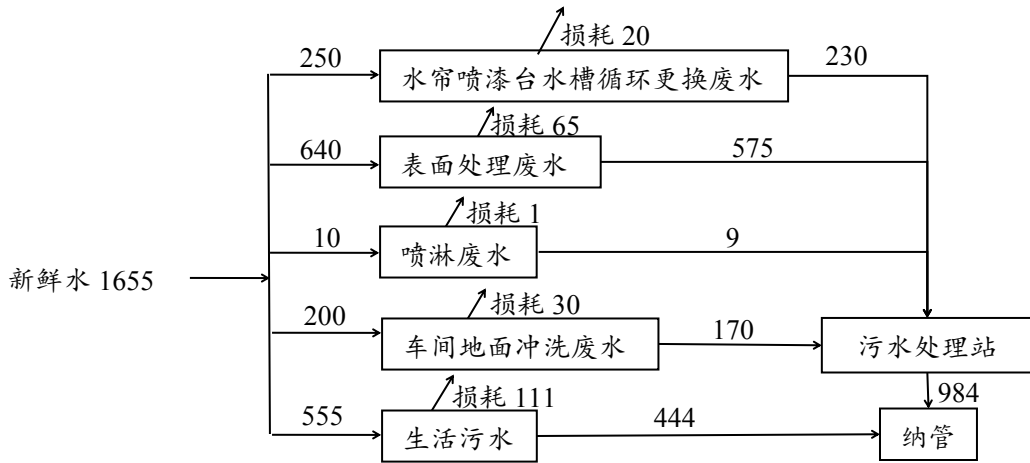 损耗 20
250
水帘喷漆台水槽循环更换废水
230
损耗 65
640
表面处理废水
575
损耗 1
10
喷淋废水
9
新鲜水 1655
损耗 30
200
车间地面冲洗废水
170
污水处理站
损耗 111
984
555
生活污水
444
纳管